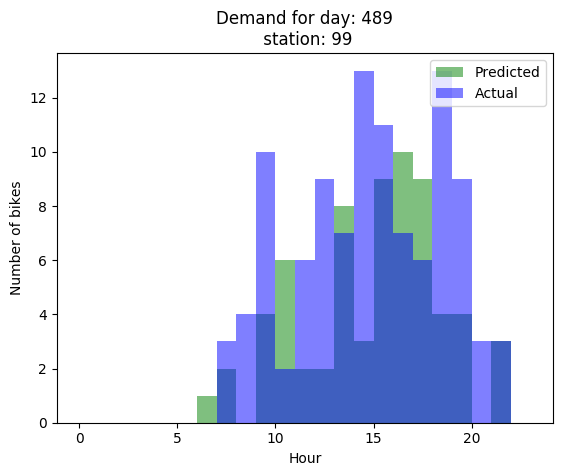 Demand for day: 489
station: 99
Predicted
Actual
Number of bikes
12
10
8
6
4
2
0
0 5 10 15 20
Hour